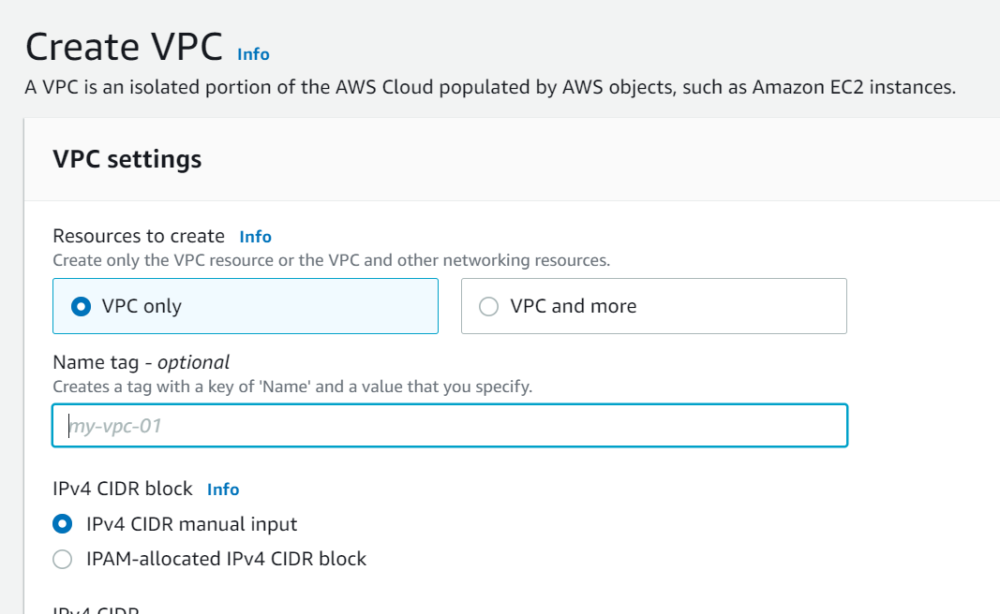 Create VPC Info
A VPC is an isolated portion of the AWS Cloud populated by AWS objects, such as Amazon EC2 instances.
VPC settings
Resources to create Info
Create only the VPC resource or the VPC and other networking resources.
VPC only VPC and more
Name tag - optional
Creates a tag with a key of 'Name' and a value that you specify.
my-vpc-01
IPv4 CIDR block Info
IPv4 CIDR manual input
IPAM-allocated IPv4 CIDR block
IPv4 CIDR